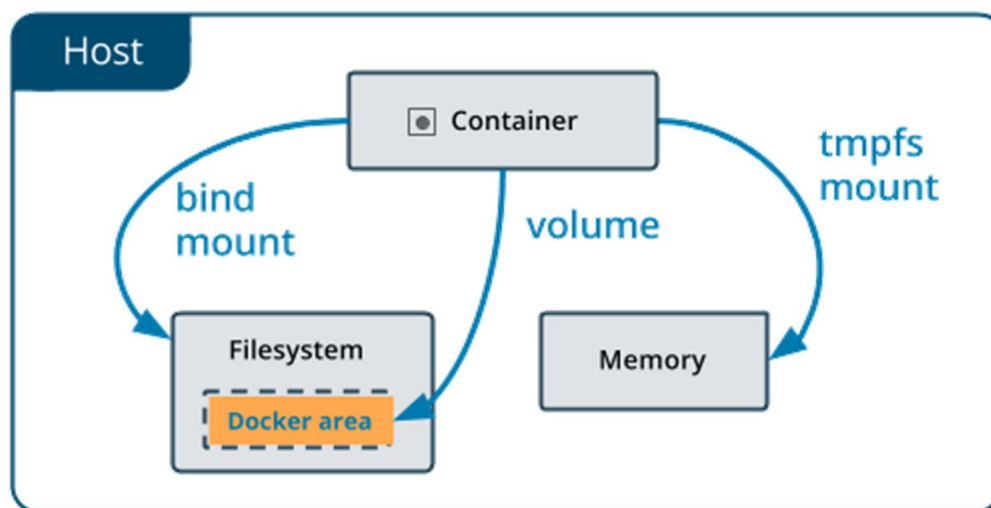 Host
Container
tmpfs
mount
bind
mount
volume
Filesystem
Memory
Docker area